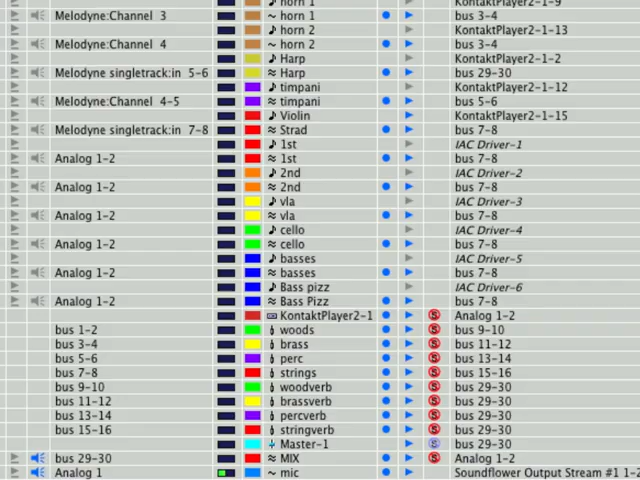 horn 1 KontaktPlayer2-1-9
Melodyne:Channel 3 horn 1 bus 3-4
horn 2 KontaktPlayer2-1-13
Melodyne:Channel 4 horn 2 bus 3-4
Harp KontaktPlayer2-1-2
Melodyne singletrack:in 5-6 Harp bus 29-30
timpani KontaktPlayer2-1-12
Melodyne:Channel 4-5 timpani bus 5-6
Violin KontaktPlayer2-1-15
Melodyne singletrack:in 7-8 Strad bus 7-8
1st IAC Driver-1
Analog 1-2 1st bus 7-8
2nd IAC Driver-2
Analog 1-2 2nd bus 7-8
vla IAC Driver-3
Analog 1-2 vla bus 7-8
cello IAC Driver-4
Analog 1-2 cello bus 7-8
basses IAC Driver-5
Analog 1-2 basses bus 7-8
Bass pizz IAC Driver-6
Analog 1-2 Bass Pizz bus 7-8
KontaktPlayer2-1 S Analog 1-2
bus 1-2 woods S bus 9-10
bus 3-4 brass S bus 11-12
bus 5-6 perc S bus 13-14
bus 7-8 strings S bus 15-16
bus 9-10 woodverb S bus 29-30
bus 11-12 brassverb S bus 29-30
bus 13-14 percverb S bus 29-30
bus 15-16 stringverb S bus 29-30
Master-1 S bus 29-30
bus 29-30 MIX S Analog 1-2
Analog 1 mic Soundflower Output Stream #1 1-2